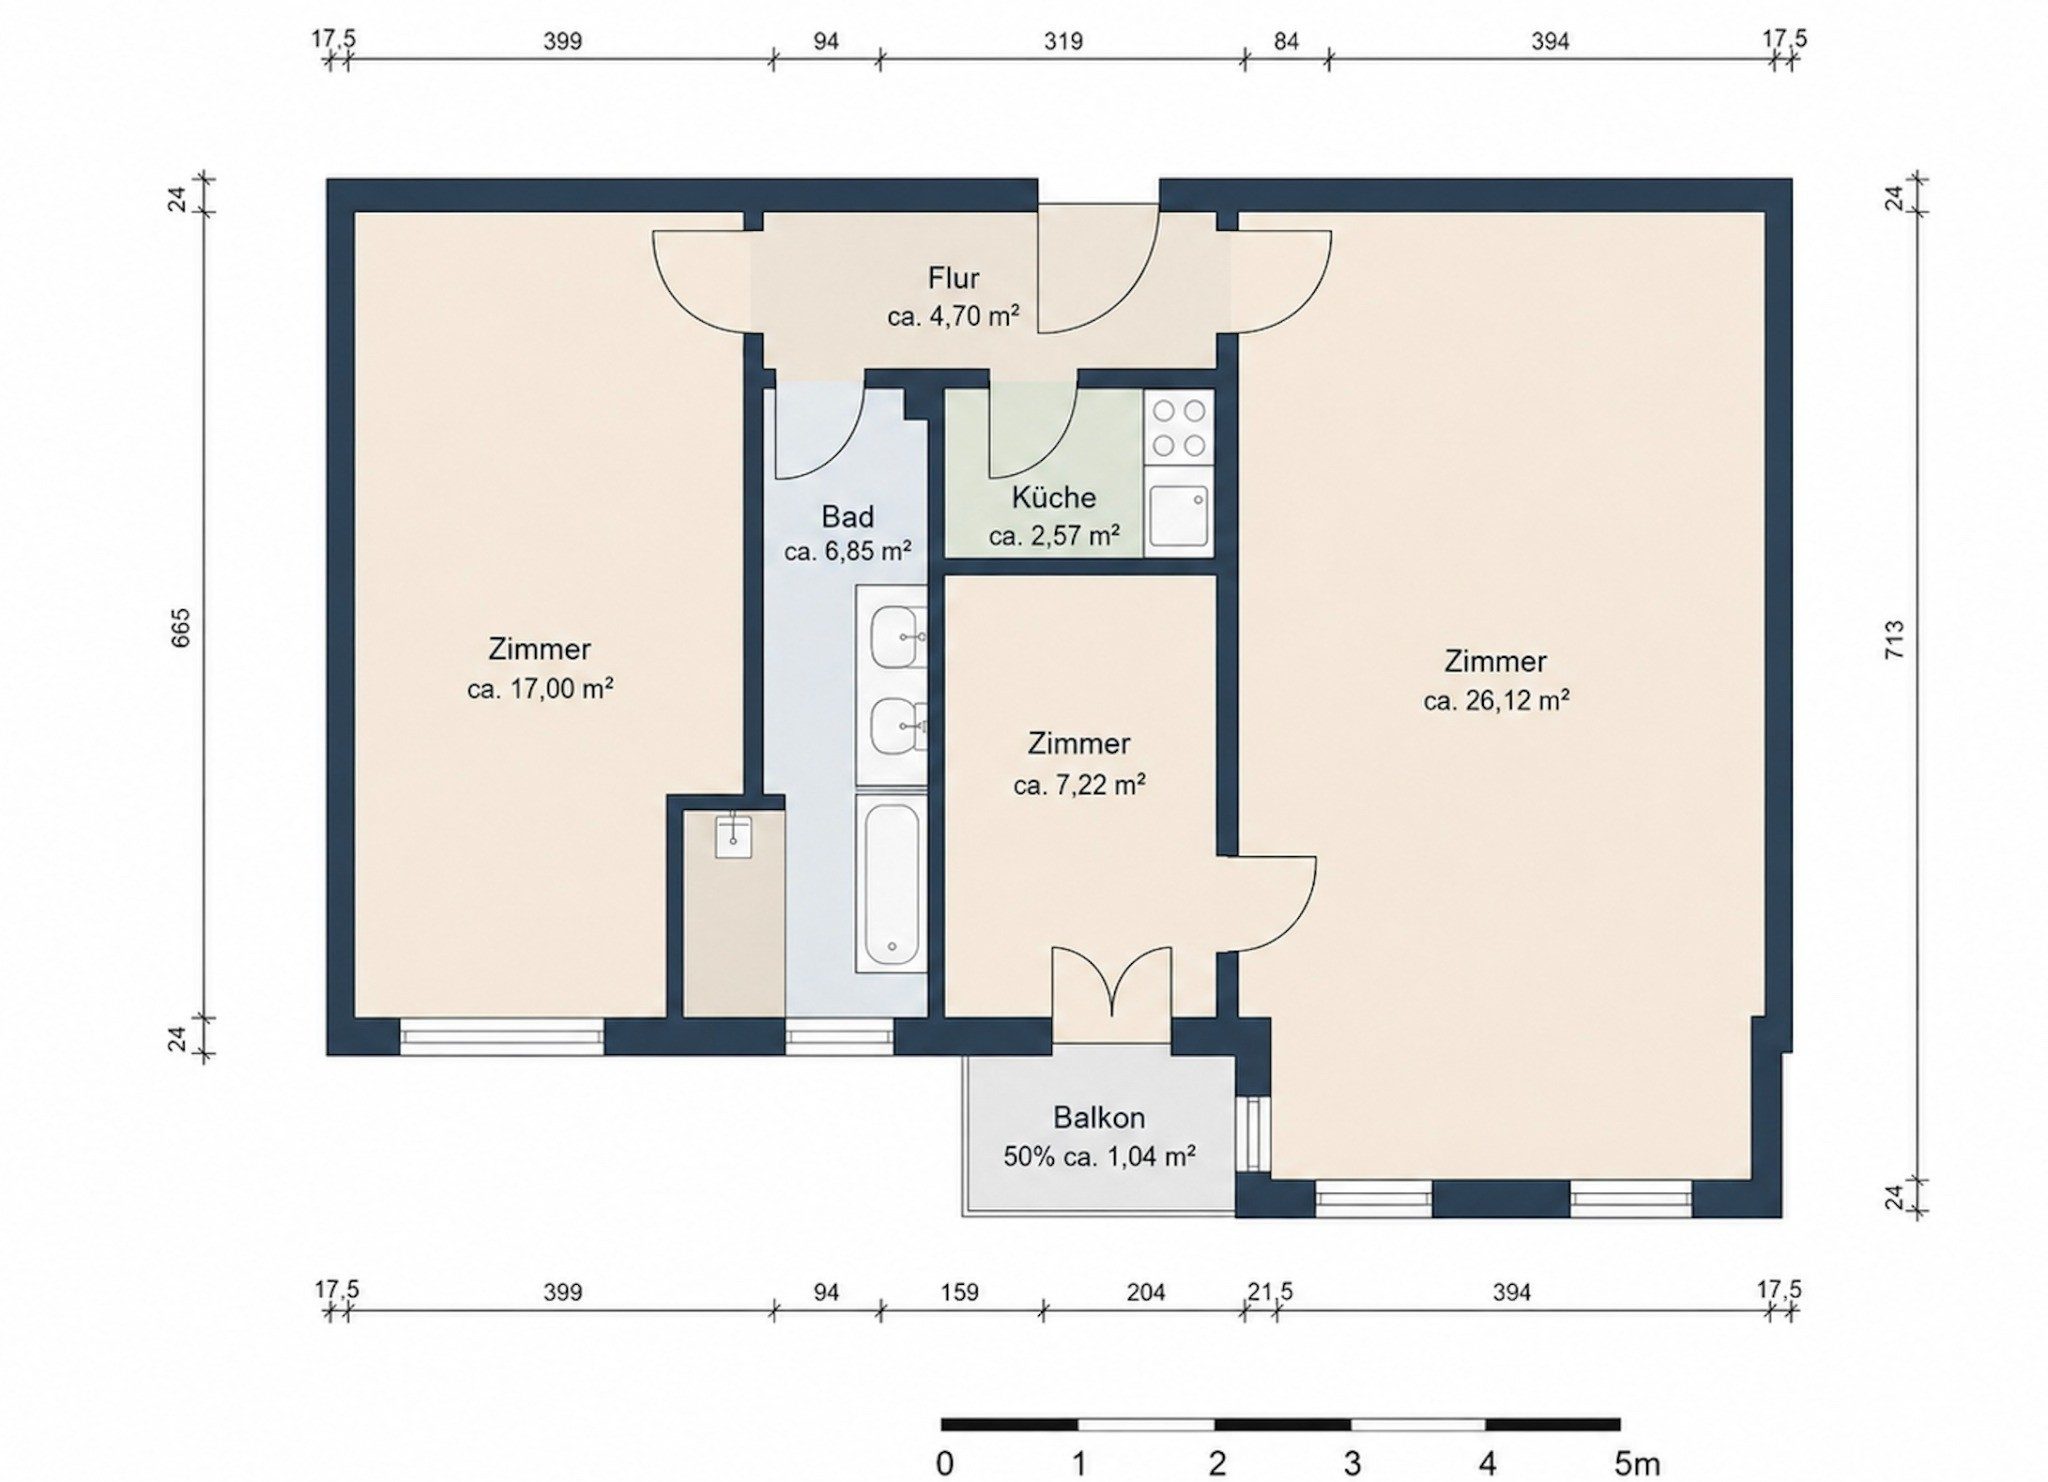 17,5 399 94 319 84 394 17,5
24
24
Flur
ca. 4,70 m²
Küche
ca. 2,57 m²
Bad
ca. 6,85 m²
665
713
Zimmer
ca. 17,00 m²
Zimmer
ca. 26,12 m²
Zimmer
ca. 7,22 m²
24
Balkon
50% ca. 1,04 m²
24
17,5 399 94 159 204 21,5 394 17,5
0 1 2 3 4 5m